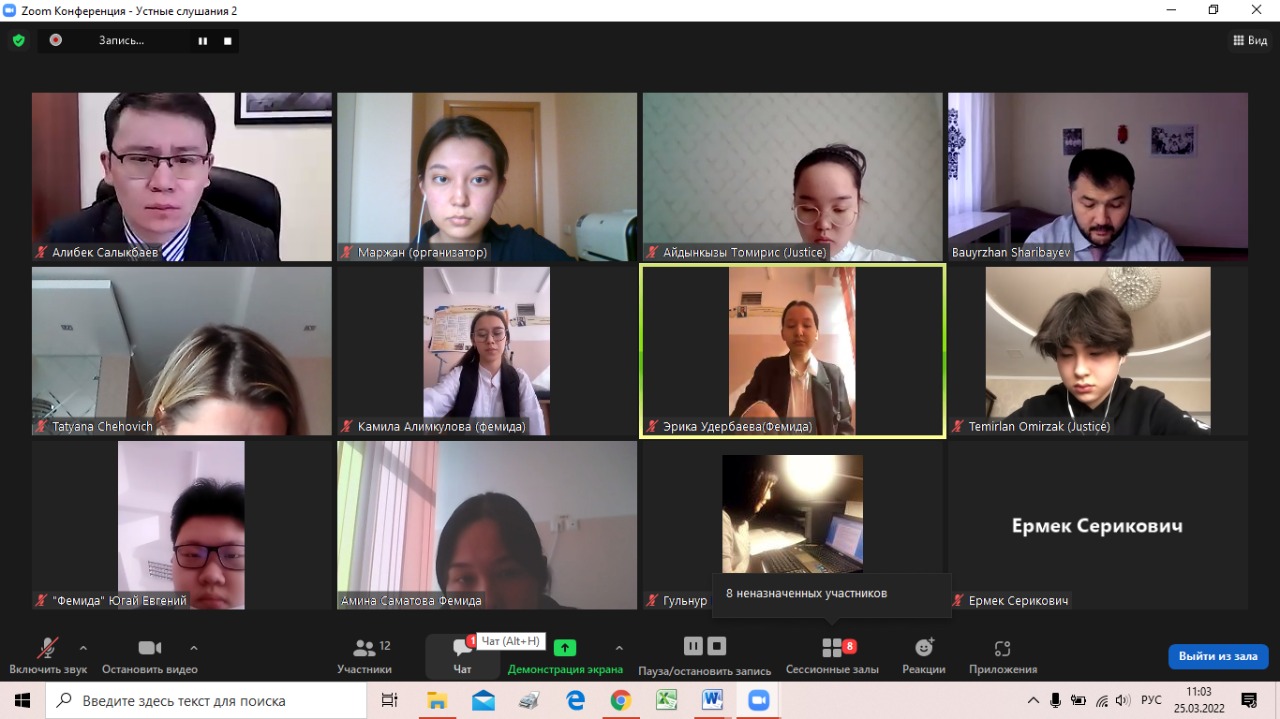 Zoom Конференция - Устные слушания 2
Запись...
Вид
Алибек Салыкбаев
Маржан (организатор)
Айдынкызы Томирис (Justice)
Bauyrzhan Sharibayev
Tatyana Chehovich
Камила Алимкулова (фемида)
Эрика Удербаева(Фемида)
Temirlan Omirzak (Justice)
"Фемида" Югай Евгений
Амина Саматова Фемида
Гульнур
Ермек Серикович
Ермек Серикович
8 неназначенных участников
Включить звук
Остановить видео
12
Участники
1
Чат
Чат (Alt+H)
Демонстрация экрана
Пауза/остановить запись
8
Сессионные залы
Реакции
Приложения
Выйти из зала
Введите здесь текст для поиска
РУС
11:03
25.03.2022